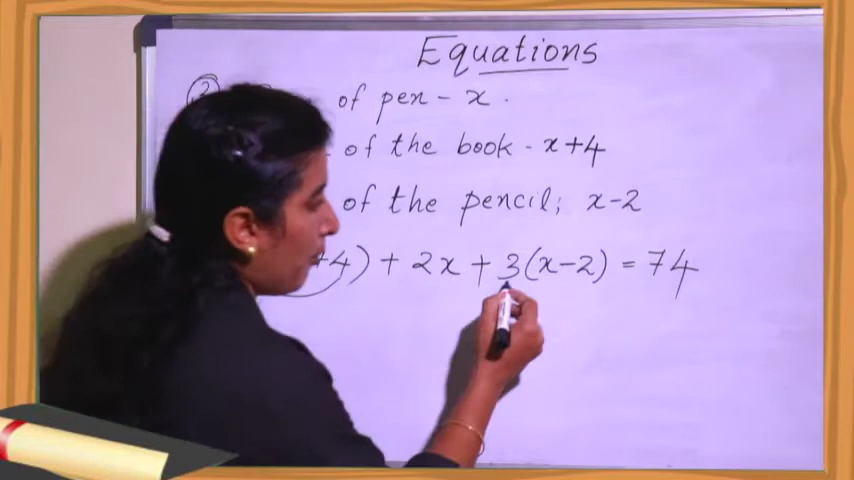 Equations
of pen - x .
of the book - x+4
of the pencil; x-2
+4) + 2x + 3(x-2) = 74